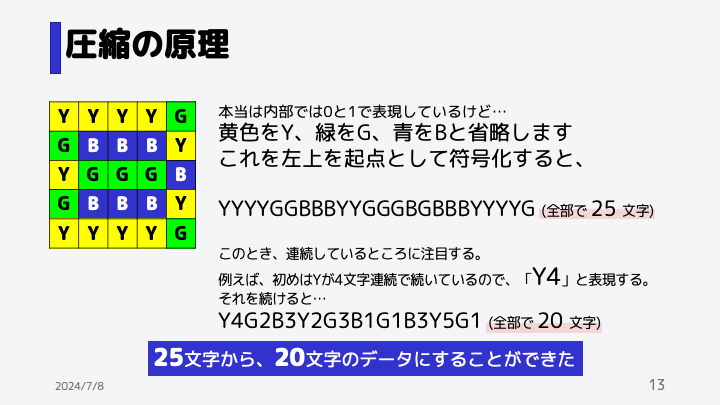 圧縮の原理
Y Y Y Y G
G B B B Y
Y G G G B
G B B B Y
Y Y Y Y G
本当は内部では0と1で表現しているけど…
黄色をY、緑をG、青をBと省略します
これを左上を起点として符号化すると、
YYYYGGBBBYYGGGBGBBBYYYYG (全部で 25 文字)
このとき、連続しているところに注目する。
例えば、初めはYが4文字連続で続いているので、「Y4」と表現する。
それを続けると…
Y4G2B3Y2G3B1G1B3Y5G1 (全部で 20 文字)
25文字から、20文字のデータにすることができた
2024/7/8
13